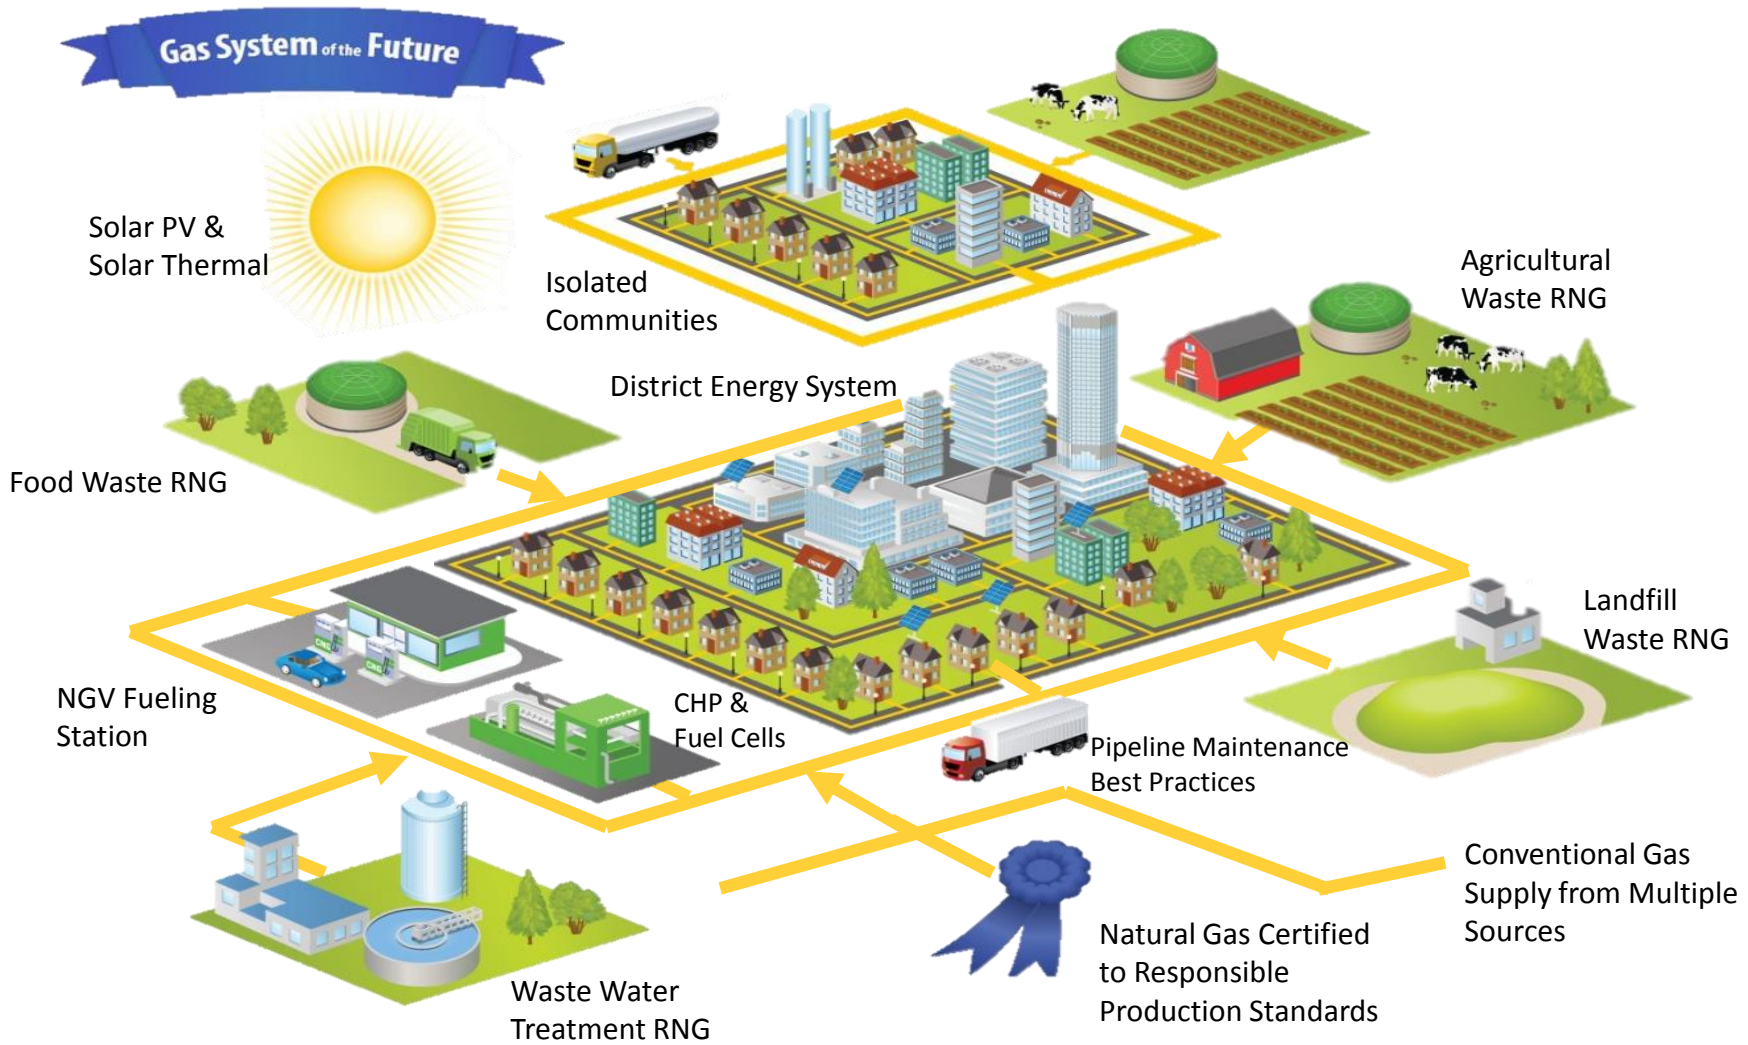 Gas System of the Future
Solar PV &
Solar Thermal
Isolated
Communities
Agricultural
Waste RNG
District Energy System
Food Waste RNG
Landfill
Waste RNG
NGV Fueling
Station
CNG
CNG
CHP &
Fuel Cells
Pipeline Maintenance
Best Practices
Conventional Gas
Supply from Multiple
Sources
Natural Gas Certified
to Responsible
Production Standards
Waste Water
Treatment RNG